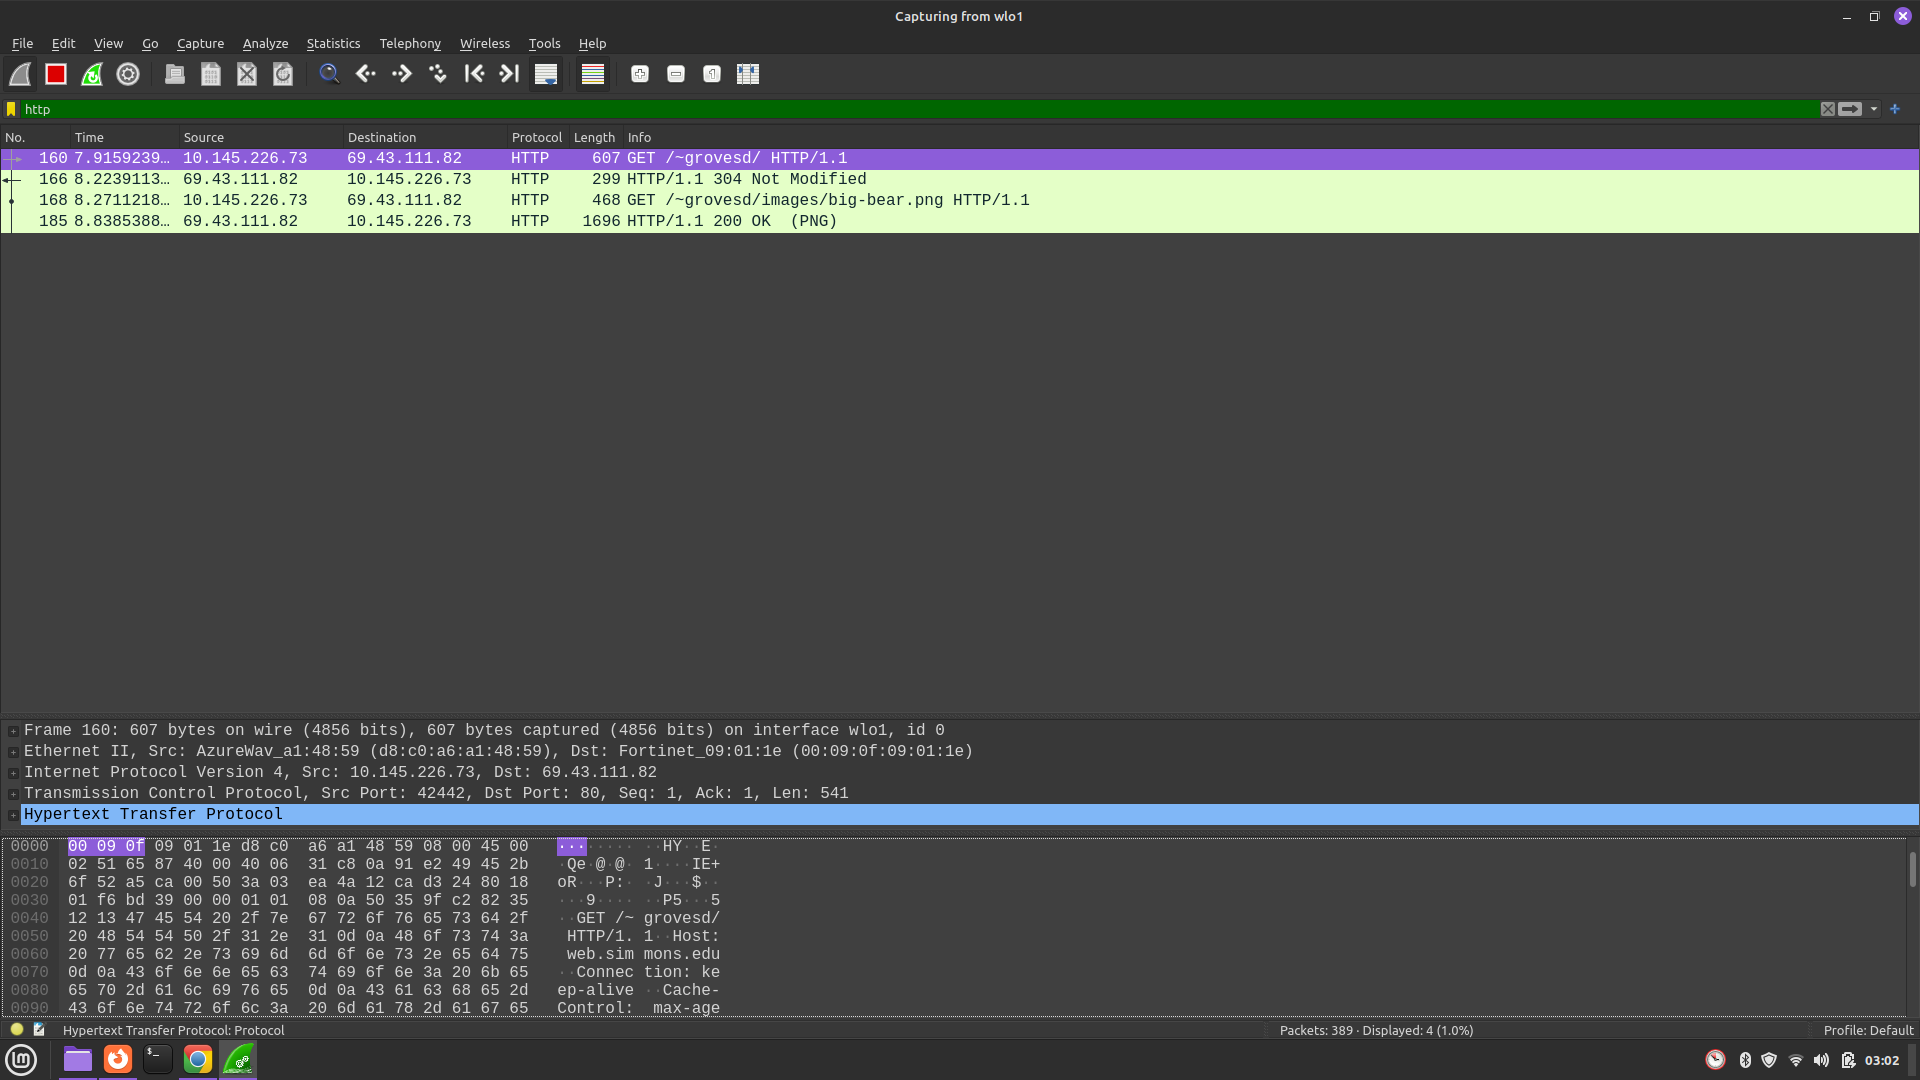 Capturing from wlo1
File Edit View Go Capture Analyze Statistics Telephony Wireless Tools Help
http
No. Time Source Destination Protocol Length Info
160 7.9159239… 10.145.226.73 69.43.111.82 HTTP 607 GET /~grovesd/ HTTP/1.1
166 8.2239113… 69.43.111.82 10.145.226.73 HTTP 299 HTTP/1.1 304 Not Modified
168 8.2711218… 10.145.226.73 69.43.111.82 HTTP 468 GET /~grovesd/images/big-bear.png HTTP/1.1
185 8.8385388… 69.43.111.82 10.145.226.73 HTTP 1696 HTTP/1.1 200 OK  (PNG)
Frame 160: 607 bytes on wire (4856 bits), 607 bytes captured (4856 bits) on interface wlo1, id 0
Ethernet II, Src: AzureWav_a1:48:59 (d8:c0:a6:a1:48:59), Dst: Fortinet_09:01:1e (00:09:0f:09:01:1e)
Internet Protocol Version 4, Src: 10.145.226.73, Dst: 69.43.111.82
Transmission Control Protocol, Src Port: 42442, Dst Port: 80, Seq: 1, Ack: 1, Len: 541
Hypertext Transfer Protocol
0000 00 09 0f 09 01 1e d8 c0 a6 a1 48 59 08 00 45 00 ········ ··HY··E·
0010 02 51 65 87 40 00 40 06 31 c8 0a 91 e2 49 45 2b ·Qe·@·@· 1····IE+
0020 6f 52 a5 ca 00 50 3a 03 ea 4a 12 ca d3 24 80 18 oR···P:· ·J···$··
0030 01 f6 bd 39 00 00 01 01 08 0a 50 35 9f c2 82 35 ···9···· ··P5···5
0040 12 13 47 45 54 20 2f 7e 67 72 6f 76 65 73 64 2f ··GET /~ grovesd/
0050 20 48 54 54 50 2f 31 2e 31 0d 0a 48 6f 73 74 3a HTTP/1. 1··Host:
0060 20 77 65 62 2e 73 69 6d 6d 6f 6e 73 2e 65 64 75 web.sim mons.edu
0070 0d 0a 43 6f 6e 6e 65 63 74 69 6f 6e 3a 20 6b 65 ··Connec tion: ke
0080 65 70 2d 61 6c 69 76 65 0d 0a 43 61 63 68 65 2d ep-alive ··Cache-
0090 43 6f 6e 74 72 6f 6c 3a 20 6d 61 78 2d 61 67 65 Control: max-age
Hypertext Transfer Protocol: Protocol Packets: 389 · Displayed: 4 (1.0%) Profile: Default
03:02